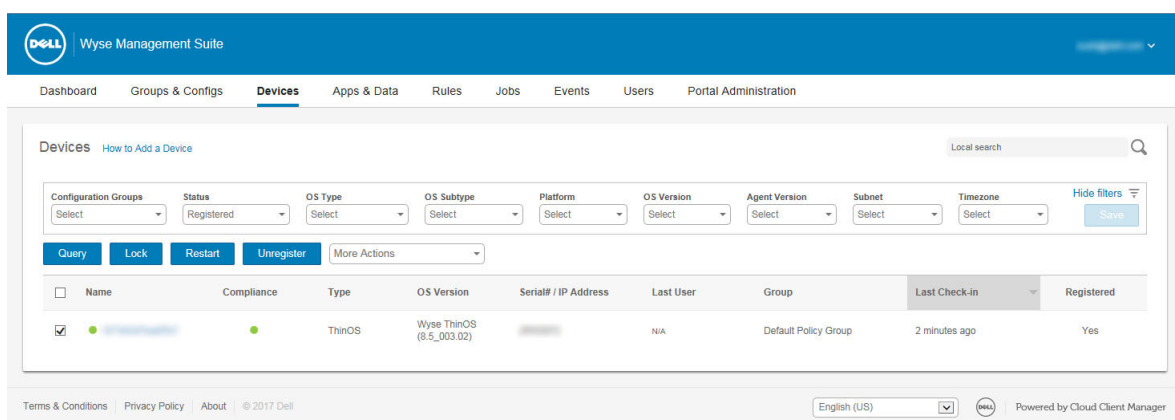 DELL
Wyse Management Suite
Dashboard Groups & Configs Devices Apps & Data Rules Jobs Events Users Portal Administration
Devices How to Add a Device
Local search
Configuration Groups Status OS Type OS Subtype Platform OS Version Agent Version Subnet Timezone Hide filters
Select Registered Select Select Select Select Select Select Select Save
Query Lock Restart Unregister More Actions
Name Compliance Type OS Version Serial# / IP Address Last User Group Last Check-in Registered
ThinOS Wyse ThinOS N/A Default Policy Group 2 minutes ago Yes
(8.5_003.02)
Terms & Conditions Privacy Policy About © 2017 Dell English (US) DELL Powered by Cloud Client Manager